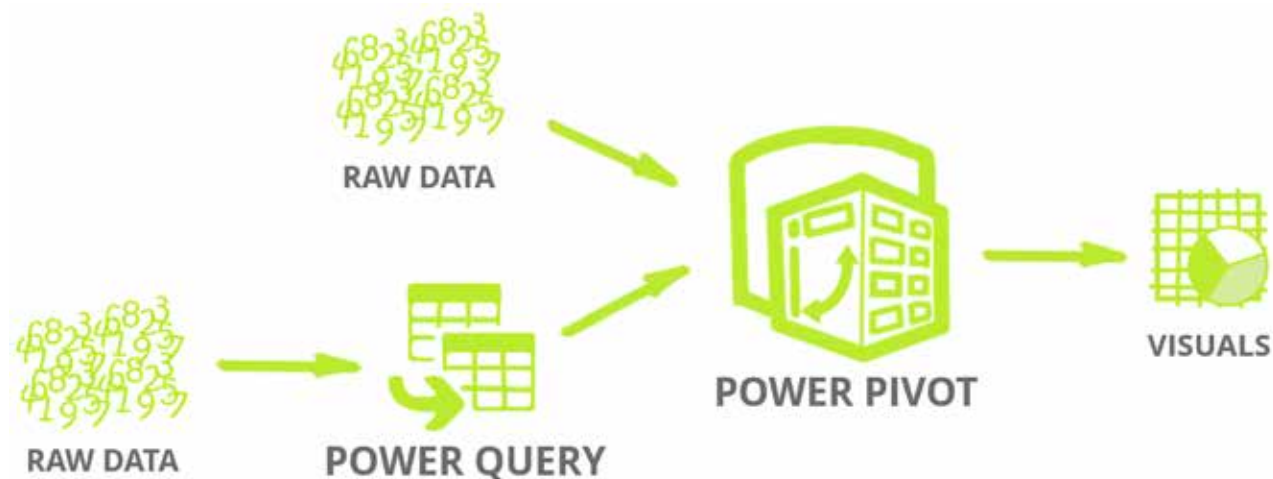 RAW DATA
RAW DATA
POWER QUERY
POWER PIVOT
VISUALS